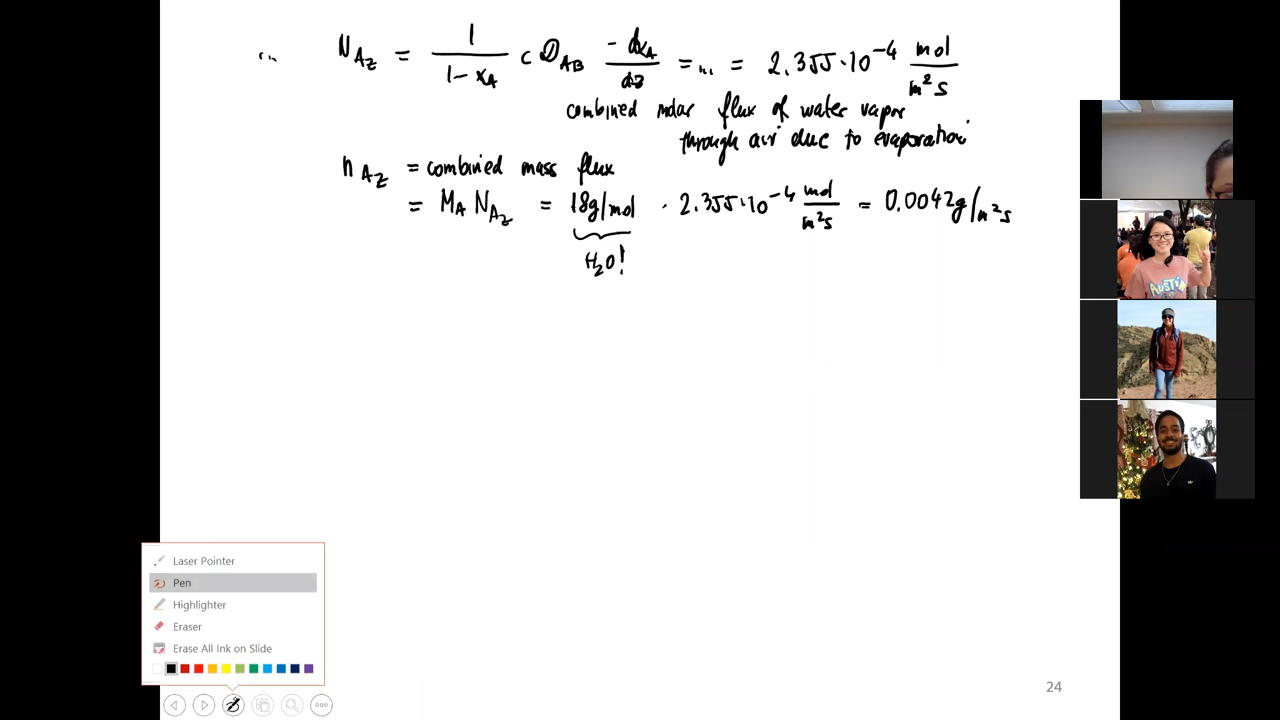 N_Az = 1/(1-x_A) c D_AB -dx_A/dz = ... = 2.355·10^-4 mol/m²s
combined molar flux of water vapor
through air due to evaporation
n_Az = combined mass flux
= M_A N_Az = 18g/mol · 2.355·10^-4 mol/m²s = 0.0042g/m²s
H₂O!
AUSTIN
Laser Pointer
Pen
Highlighter
Eraser
Erase All Ink on Slide
24